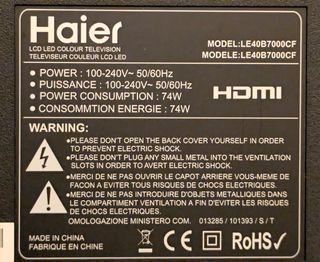 Haier
LCD LED COLOUR TELEVISION
TELEVISEUR COULEUR LCD LED
MODEL:LE40B7000CF
MODELE:LE40B7000CF
● POWER : 100-240V~ 50/60Hz
● PUISSANCE : 100-240V~ 50/60Hz
● POWER CONSUMPTION : 74W
● CONSOMMTION ENERGIE : 74W
HDMI
WARNING:
●PLEASE DON'T OPEN THE BACK COVER YOURSELF IN ORDER
TO PREVENT ELECTRIC SHOCK.
●PLEASE DON'T PLUG ANY SMALL METAL INTO THE VENTILATION
SLOTS IN ORDER TO AVERT ELECTRIC SHOCK.
●MERCI DE NE PAS OUVRIR LE CAPOT ARRIERE VOUS-MEME DE
FACON A EVITER TOUS RISQUES DE CHOCS ELECTRIQUES.
●MERCI DE NE PAS INTRODUIRE D'OBJETS METALLIQUES DANS
LE COMPARTIMENT VENTILATION A FIN D'EVITER TOUS RISQUES
DE CHOCS ELECTRIQUES.
OMOLOGAZIONE MINISTERO COM. 013285 / 101393 / S / T
MADE IN CHINA
FABRIQUE EN CHINE
CE
RoHS✓